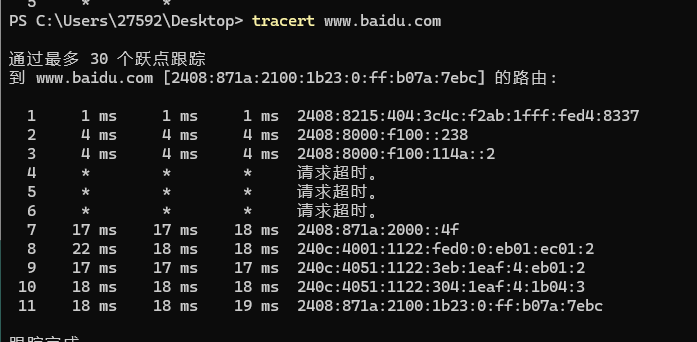 5 * *
PS C:\Users\27592\Desktop> tracert www.baidu.com
通过最多 30 个跃点跟踪
到 www.baidu.com [2408:871a:2100:1b23:0:ff:b07a:7ebc] 的路由:
1 1 ms 1 ms 1 ms 2408:8215:404:3c4c:f2ab:1fff:fed4:8337
2 4 ms 4 ms 4 ms 2408:8000:f100::238
3 4 ms 4 ms 4 ms 2408:8000:f100:114a::2
4 * * * 请求超时。
5 * * * 请求超时。
6 * * * 请求超时。
7 17 ms 17 ms 18 ms 2408:871a:2000::4f
8 22 ms 18 ms 18 ms 240c:4001:1122:fed0:0:eb01:ec01:2
9 17 ms 17 ms 17 ms 240c:4051:1122:3eb:1eaf:4:eb01:2
10 18 ms 18 ms 18 ms 240c:4051:1122:304:1eaf:4:1b04:3
11 18 ms 18 ms 19 ms 2408:871a:2100:1b23:0:ff:b07a:7ebc
跟踪完成